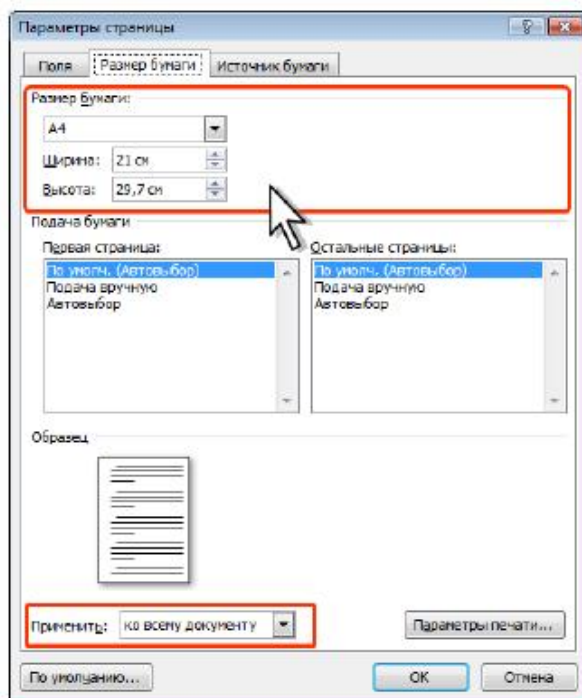 Параметры страницы
Поля Размер бумаги Источник бумаги
Размер бумаги:
A4
Ширина: 21 см
Высота: 29,7 см
Подача бумаги
Первая страница: Остальные страницы:
По умолч. (Автовыбор) По умолч. (Автовыбор)
Подача вручную Подача вручную
Автовыбор Автовыбор
Образец
Применить: ко всему документу Параметры печати...
По умолчанию... ОК Отмена